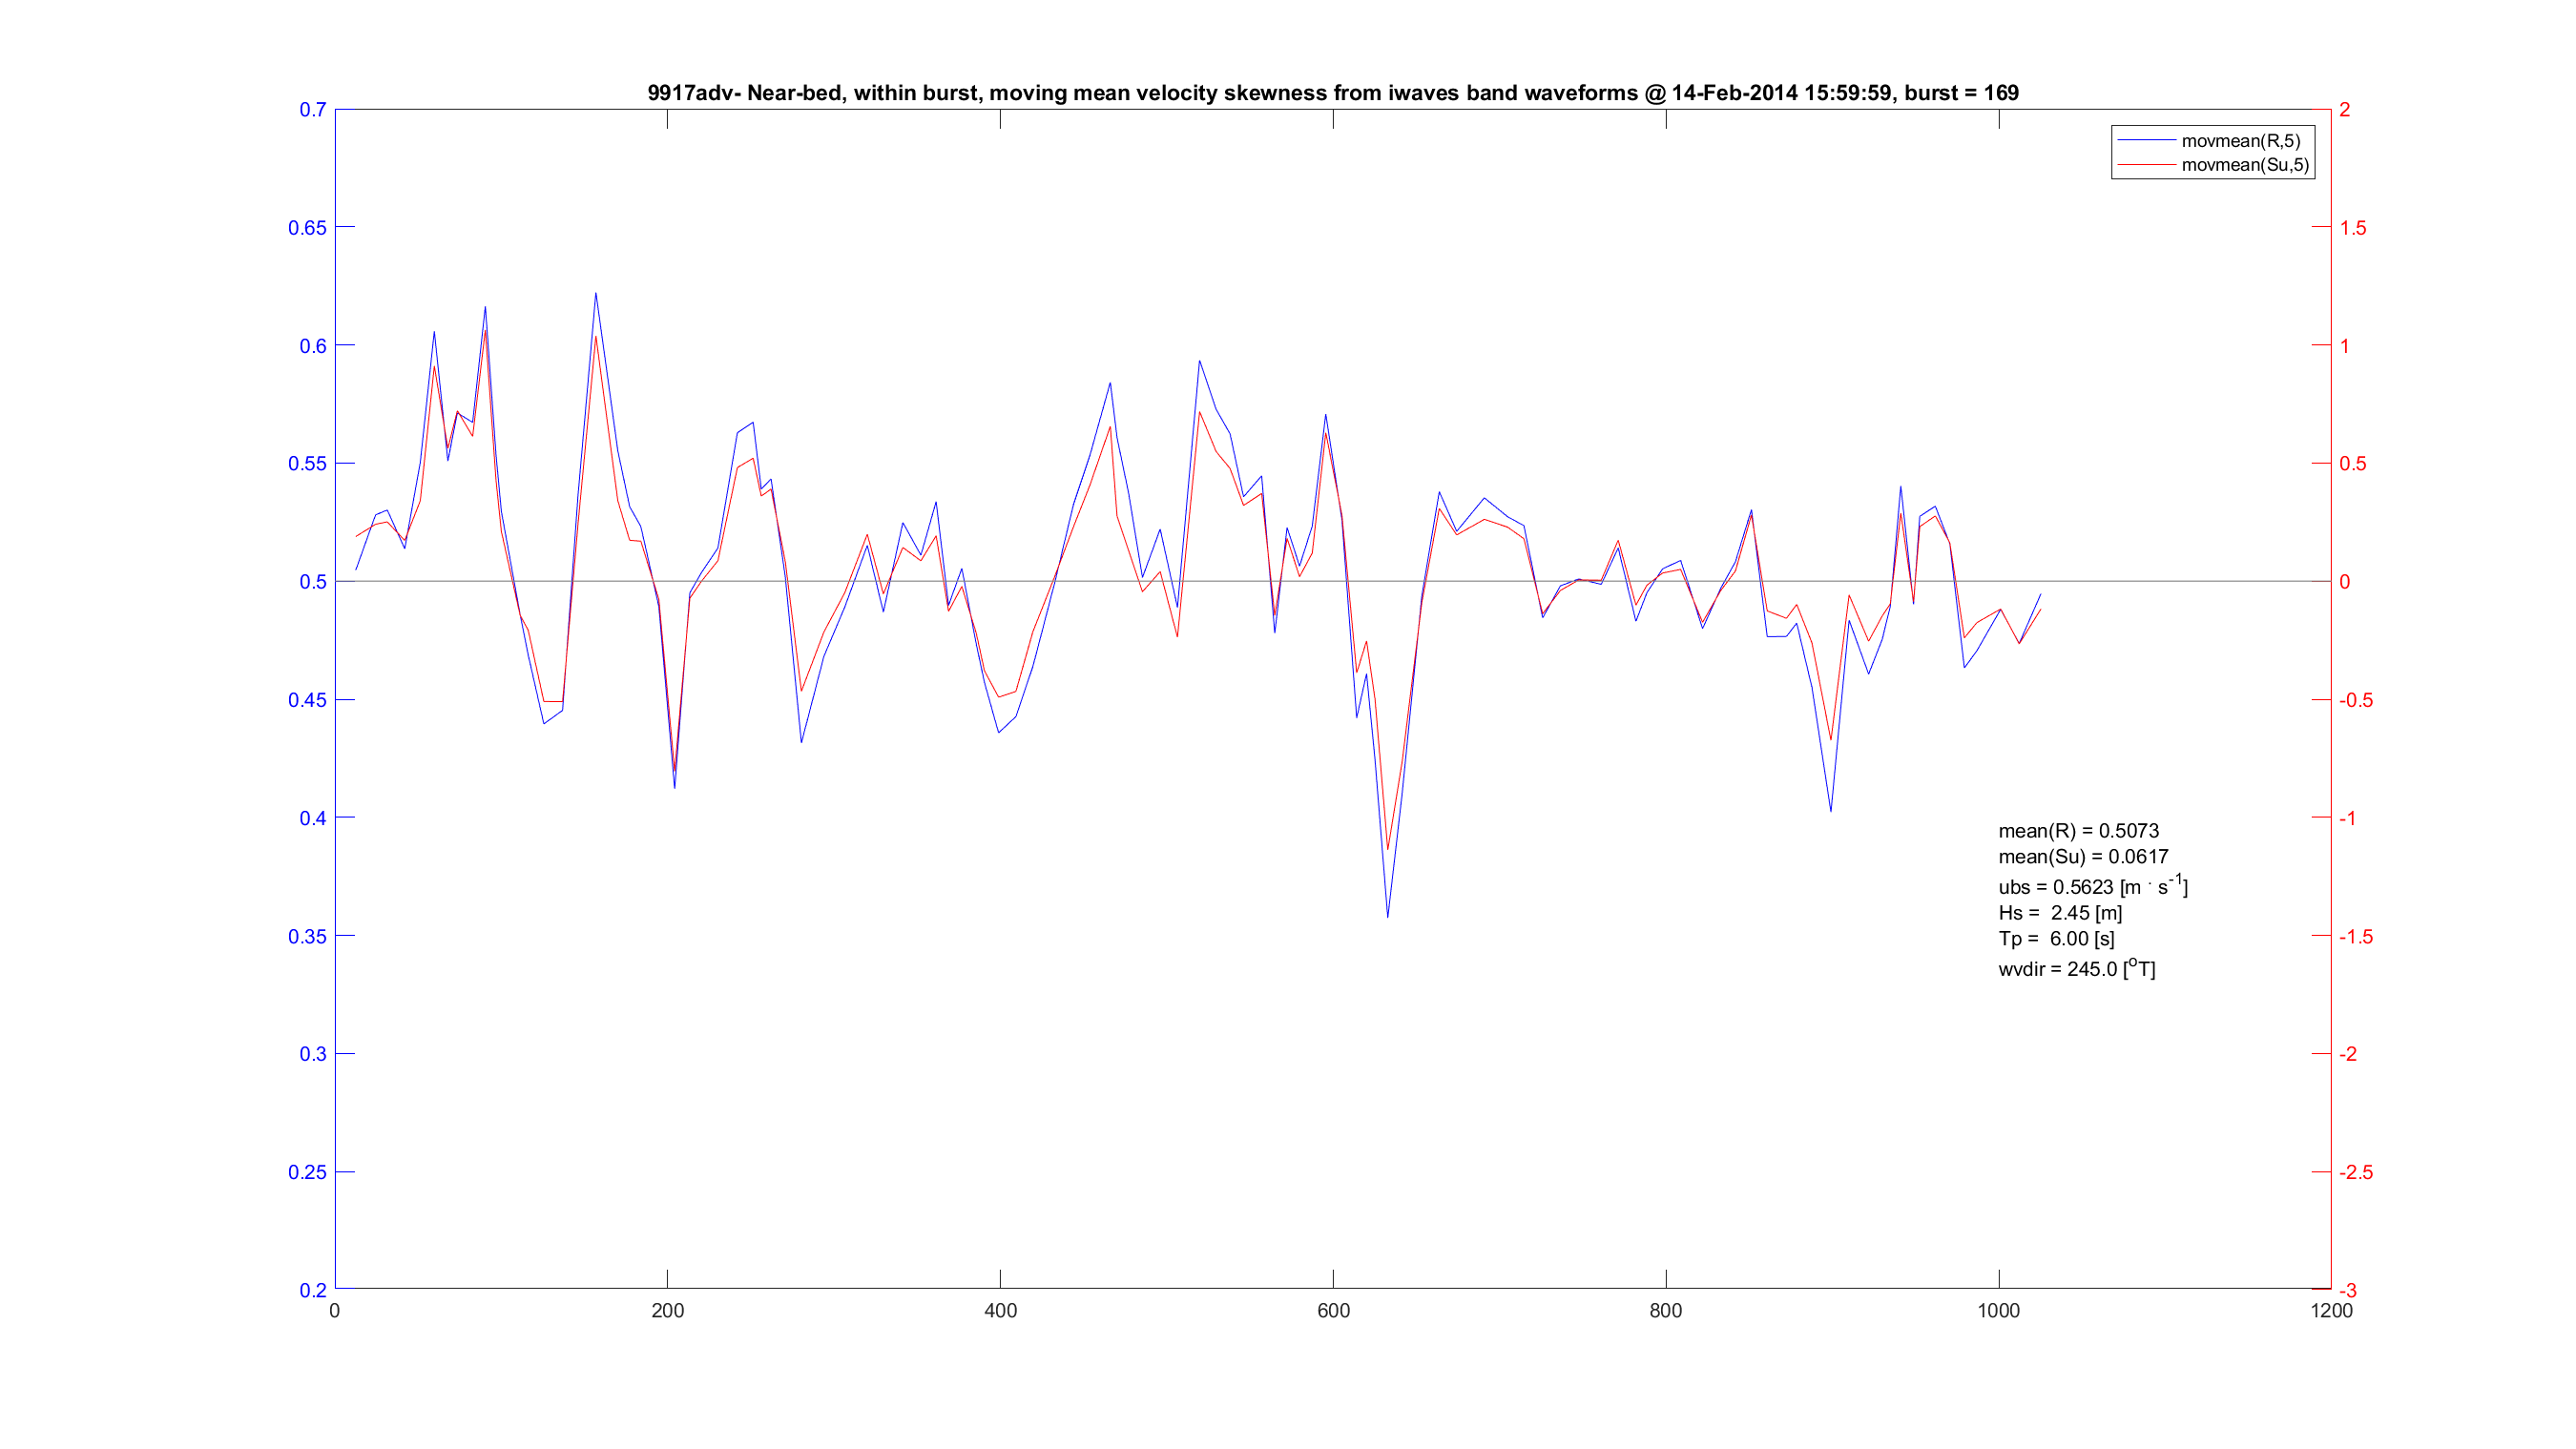 9917adv- Near-bed, within burst, moving mean velocity skewness from iwaves band waveforms @ 14-Feb-2014 15:59:59, burst = 169
0.7
0.65
0.6
0.55
0.5
0.45
0.4
0.35
0.3
0.25
0.2
2
1.5
1
0.5
0
-0.5
-1
-1.5
-2
-2.5
-3
movmean(R,5)
movmean(Su,5)
mean(R) = 0.5073
mean(Su) = 0.0617
ubs = 0.5623 [m · s-1]
Hs = 2.45 [m]
Tp = 6.00 [s]
wvdir = 245.0 [oT]
0 200 400 600 800 1000 1200